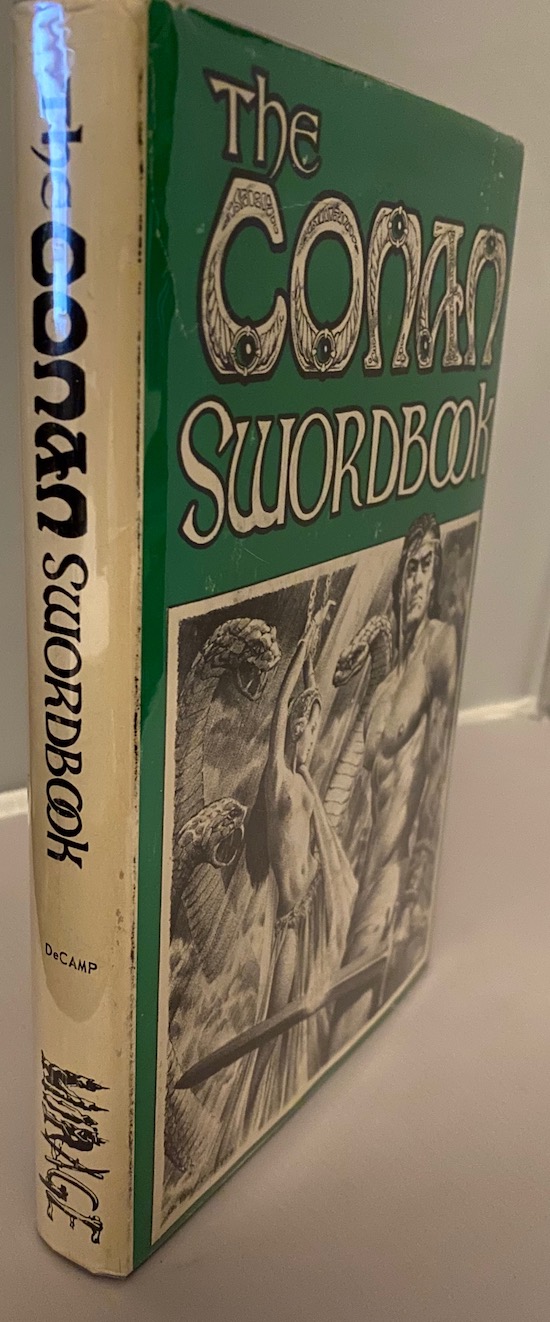 The
CONAN
SWORDBOOK
The CONAN SWORDBOOK
DeCAMP
MIRAGE